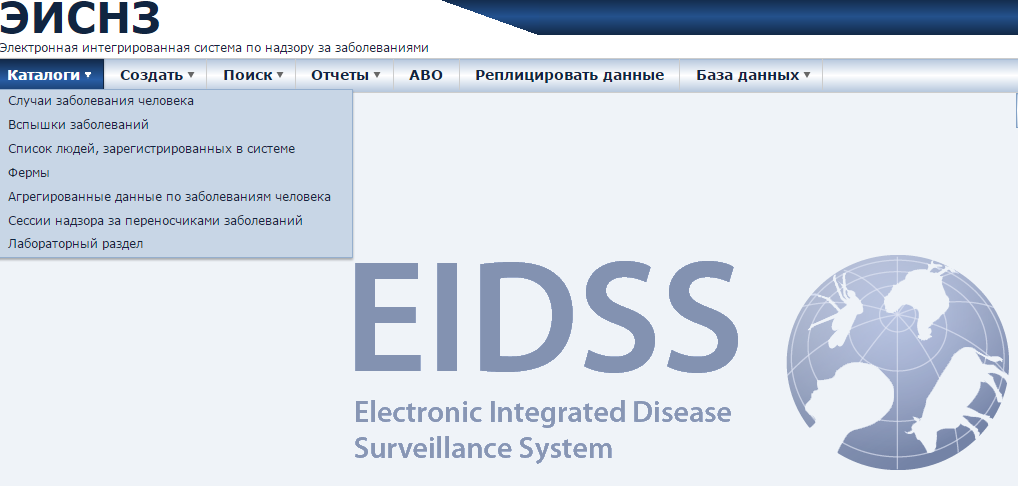 ЭИСНЗ
Электронная интегрированная система по надзору за заболеваниями
Каталоги Создать Поиск Отчеты АВО Реплицировать данные База данных
Случаи заболевания человека
Вспышки заболеваний
Список людей, зарегистрированных в системе
Фермы
Агрегированные данные по заболеваниям человека
Сессии надзора за переносчиками заболеваний
Лабораторный раздел
EIDSS
Electronic Integrated Disease
Surveillance System